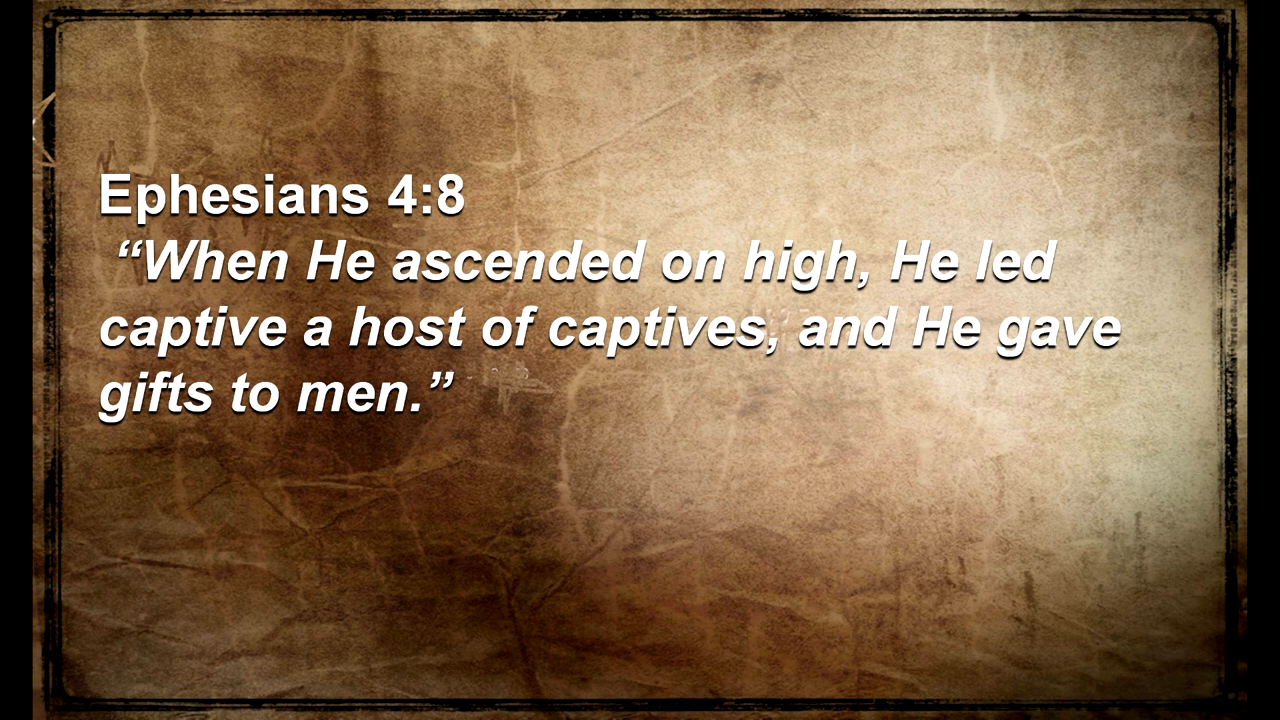 Ephesians 4:8
“When He ascended on high, He led
captive a host of captives, and He gave
gifts to men.”